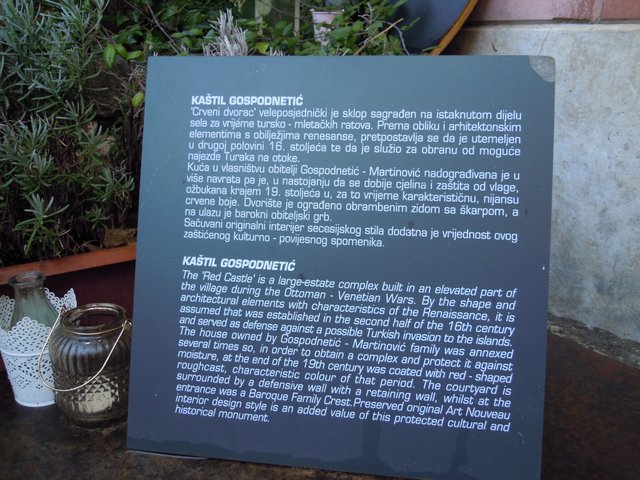 KAŠTIL GOSPODNETIĆ
'Crveni dvorac' veleposjednički je sklop sagrađen na istaknutom dijelu
sela za vrijéme tursko - mletačkih ratova. Prema obliku i arhitektonskim
elementima s obilježjima renesanse, pretpostavlja se da je utemeljen
u drugoj polovini 16. stoljeća te da je služio za obranu od moguće
najezde Turaka na otoke.
Kuća u vlasništvu obitelji Gospodnetić - Martinović nadograđivana je u
više navrata pa je, u nastojanju da se dobije cjelina i zaštita od vlage,
ožbukana krajem 19. stoljeća u, za to vrijeme karakterističnu, nijansu
crvene boje. Dvorište je ograđeno obrambenim zidom sa škarpom, a
na ulazu je barokni obiteljski grb.
Sačuvani originalni interijer secesijskog stila dodatna je vrijednost ovog
zaštićenog kulturno - povijesnog spomenika.
KAŠTIL GOSPODNETIĆ
The 'Red Castle' is a large-estate complex built in an elevated part of
the village during the Ottoman - Venetian Wars. By the shape and
architectural elements with characteristics of the Renaissance, it is
assumed that was established in the second half of the 16th century
and served as defense against a possible Turkish invasion to the islands.
The house owned by Gospodnetić - Martinović family was annexed
several times so, in order to obtain a complex and protect it against
moisture, at the end of the 19th century was coated with red - shaped
roughcast, characteristic colour of that period. The courtyard is
surrounded by a defensive wall with a retaining wall, whilst at the
entrance was a Baroque Family Crest.Preserved original Art Nouveau
interior design style is an added value of this protected cultural and
historical monument.